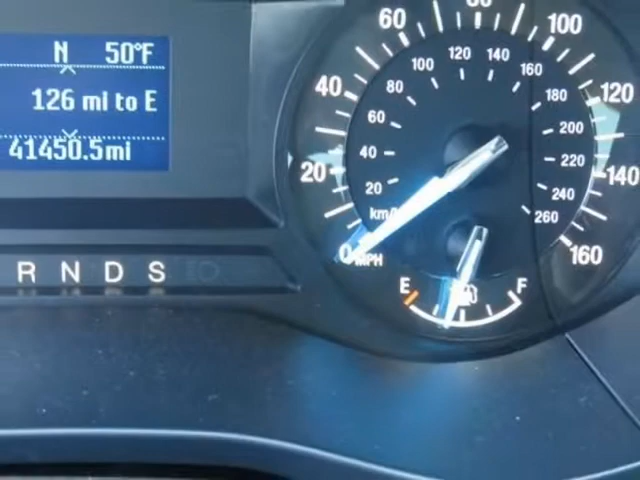 N 50°F
126 mi to E
41450.5mi
R N D S
0 20 40 60 80 100 120 140 160
MPH
20 40 60 80 100 120 140 160 180 200 220 240 260
km/
E F